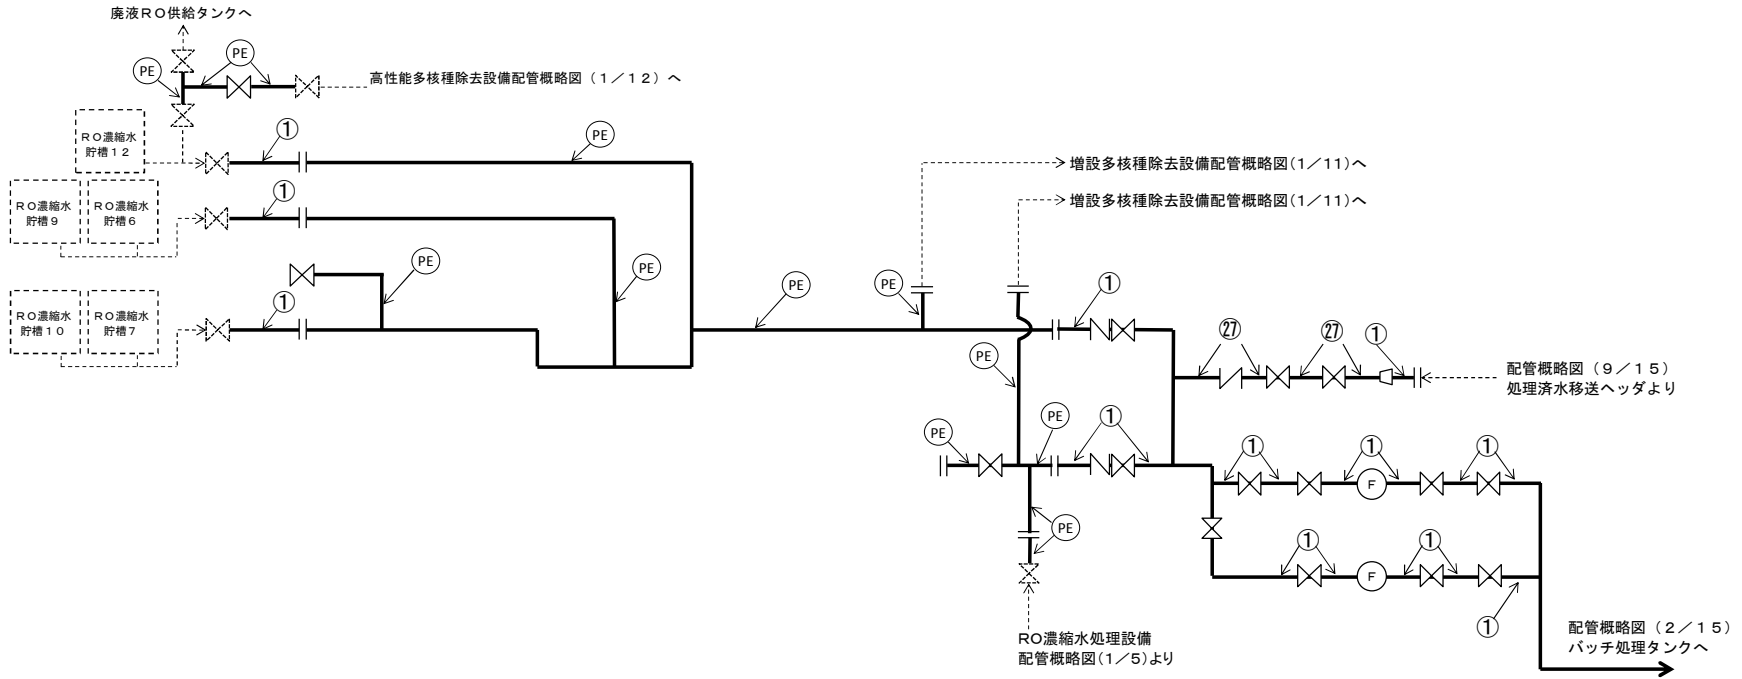 廃液RO供給タンクへ
PE
PE
高性能多核種除去設備配管概略図（１／１２）へ
RO濃縮水
貯槽１２
①
PE
RO濃縮水
貯槽９
RO濃縮水
貯槽６
①
PE
PE
RO濃縮水
貯槽１０
RO濃縮水
貯槽７
①
PE
PE
増設多核種除去設備配管概略図(1／11)へ
増設多核種除去設備配管概略図(1／11)へ
①
㉗
㉗
①
配管概略図（９／１５）
処理済水移送ヘッダより
PE
PE
PE
①
①
①
①
F
PE
①
①
F
①
RO濃縮水処理設備
配管概略図(1／5)より
配管概略図（２／１５）
バッチ処理タンクへ